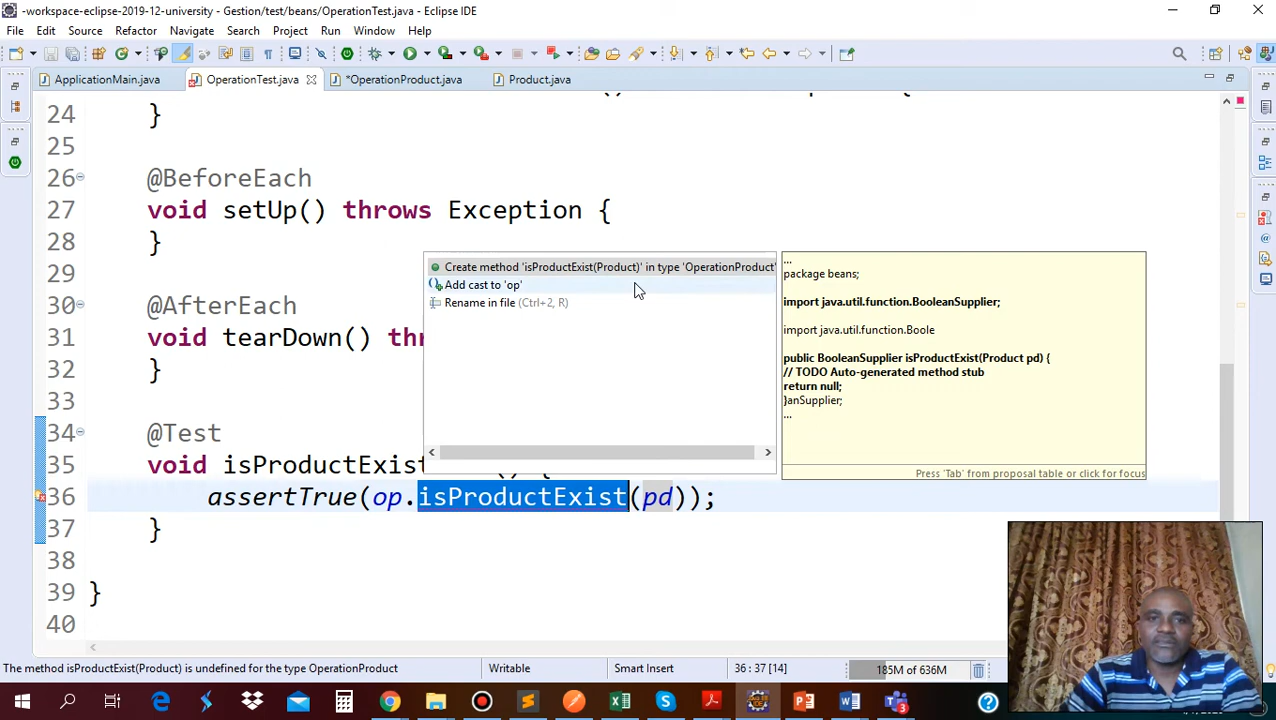 -workspace-eclipse-2019-12-university - Gestion/test/beans/OperationTest.java - Eclipse IDE
File Edit Source Refactor Navigate Search Project Run Window Help
ApplicationMain.java OperationTest.java *OperationProduct.java Product.java
24 }
25
26 @BeforeEach
27 void setUp() throws Exception {
28 }
29
30 @AfterEach
31 void tearDown() thr
32 }
33
34 @Test
35 void isProductExist
36 assertTrue(op.isProductExist(pd));
37 }
38
39 }
40
Create method 'isProductExist(Product)' in type 'OperationProduct'
Add cast to 'op'
Rename in file (Ctrl+2, R)
...
package beans;
import java.util.function.BooleanSupplier;
import java.util.function.Boole
public BooleanSupplier isProductExist(Product pd) {
// TODO Auto-generated method stub
return null;
}anSupplier;
...
Press 'Tab' from proposal table or click for focus
The method isProductExist(Product) is undefined for the type OperationProduct Writable Smart Insert 36 : 37 [14] 185M of 636M